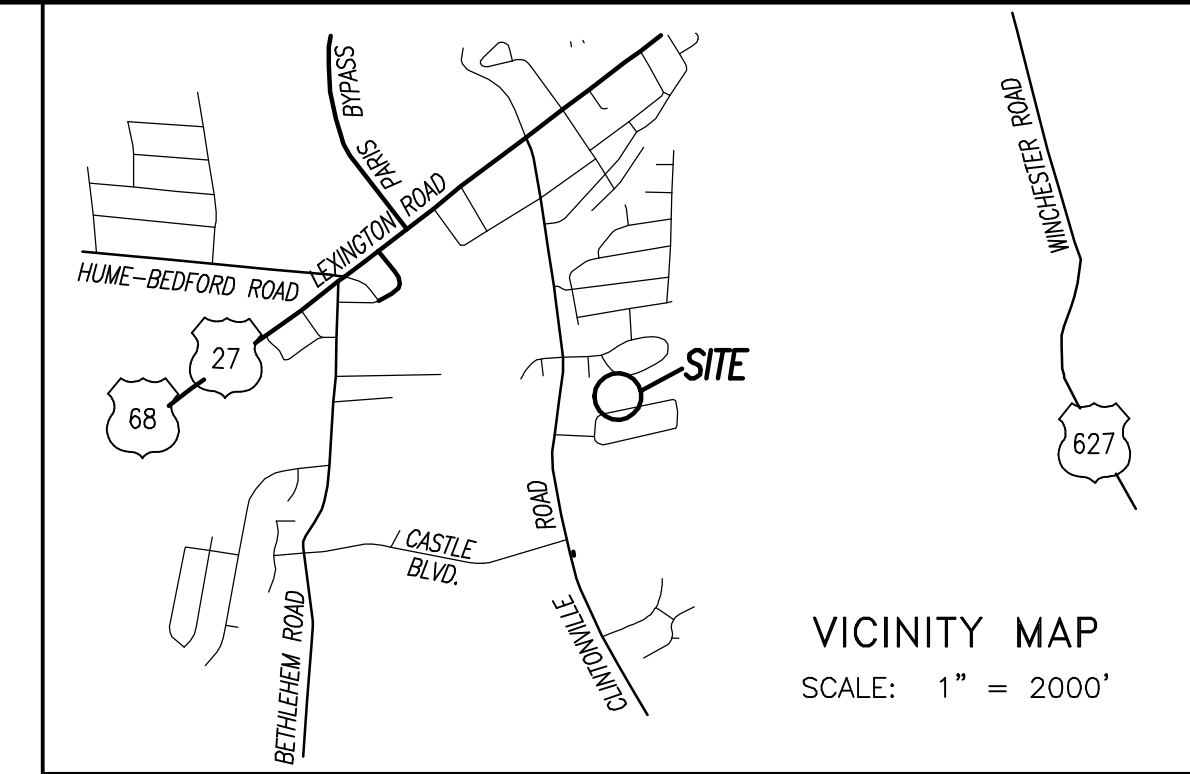 PARIS BYPASS
WINCHESTER ROAD
LEXINGTON ROAD
HUME-BEDFORD ROAD
27
68
SITE
627
CLINTONVILLE ROAD
CASTLE
BLVD.
BETHLEHEM ROAD
VICINITY MAP
SCALE: 1" = 2000'